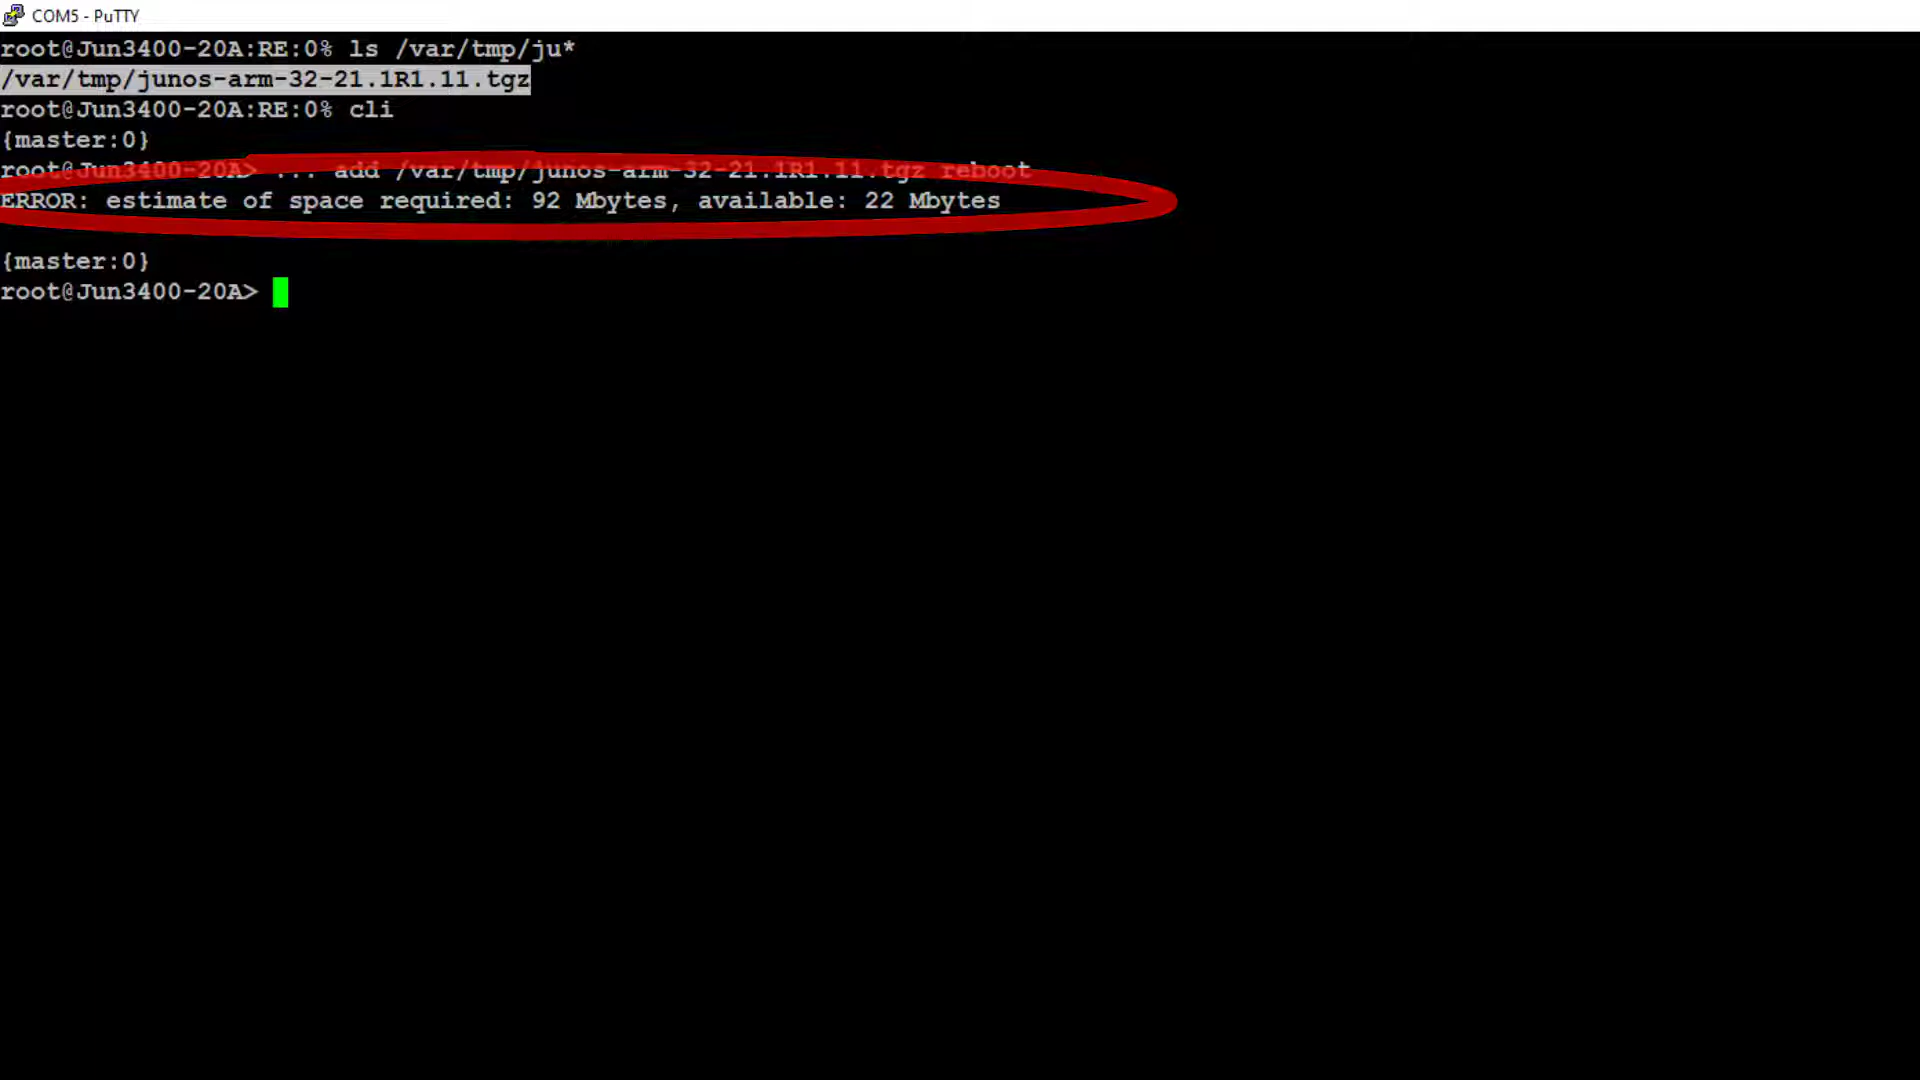 COM5 - PuTTY
root@Jun3400-20A:RE:0% ls /var/tmp/ju*
/var/tmp/junos-arm-32-21.1R1.11.tgz
root@Jun3400-20A:RE:0% cli
{master:0}
root@Jun3400-20A> ... add /var/tmp/junos-arm-32-21.1R1.11.tgz reboot
ERROR: estimate of space required: 92 Mbytes, available: 22 Mbytes
{master:0}
root@Jun3400-20A>